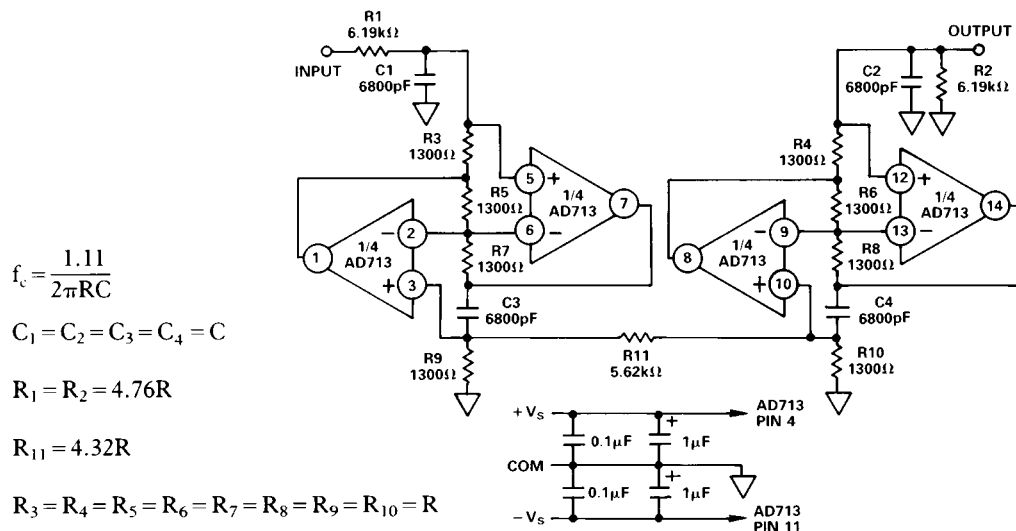 R1
6.19kΩ
INPUT
C1
6800pF
R3
1300Ω
R5
1300Ω
R7
1300Ω
5
+
6
−
7
1/4
AD713
1
−
2
+
3
1/4
AD713
C3
6800pF
R9
1300Ω
R11
5.62kΩ
OUTPUT
C2
6800pF
R2
6.19kΩ
R4
1300Ω
R6
1300Ω
R8
1300Ω
12
+
13
−
14
1/4
AD713
8
−
9
+
10
1/4
AD713
C4
6800pF
R10
1300Ω
+VS
0.1μF
+
1μF
AD713
PIN 4
COM
0.1μF
+
1μF
−VS
AD713
PIN 11
fc = 1.11 / 2πRC
C1 = C2 = C3 = C4 = C
R1 = R2 = 4.76R
R11 = 4.32R
R3 = R4 = R5 = R6 = R7 = R8 = R9 = R10 = R